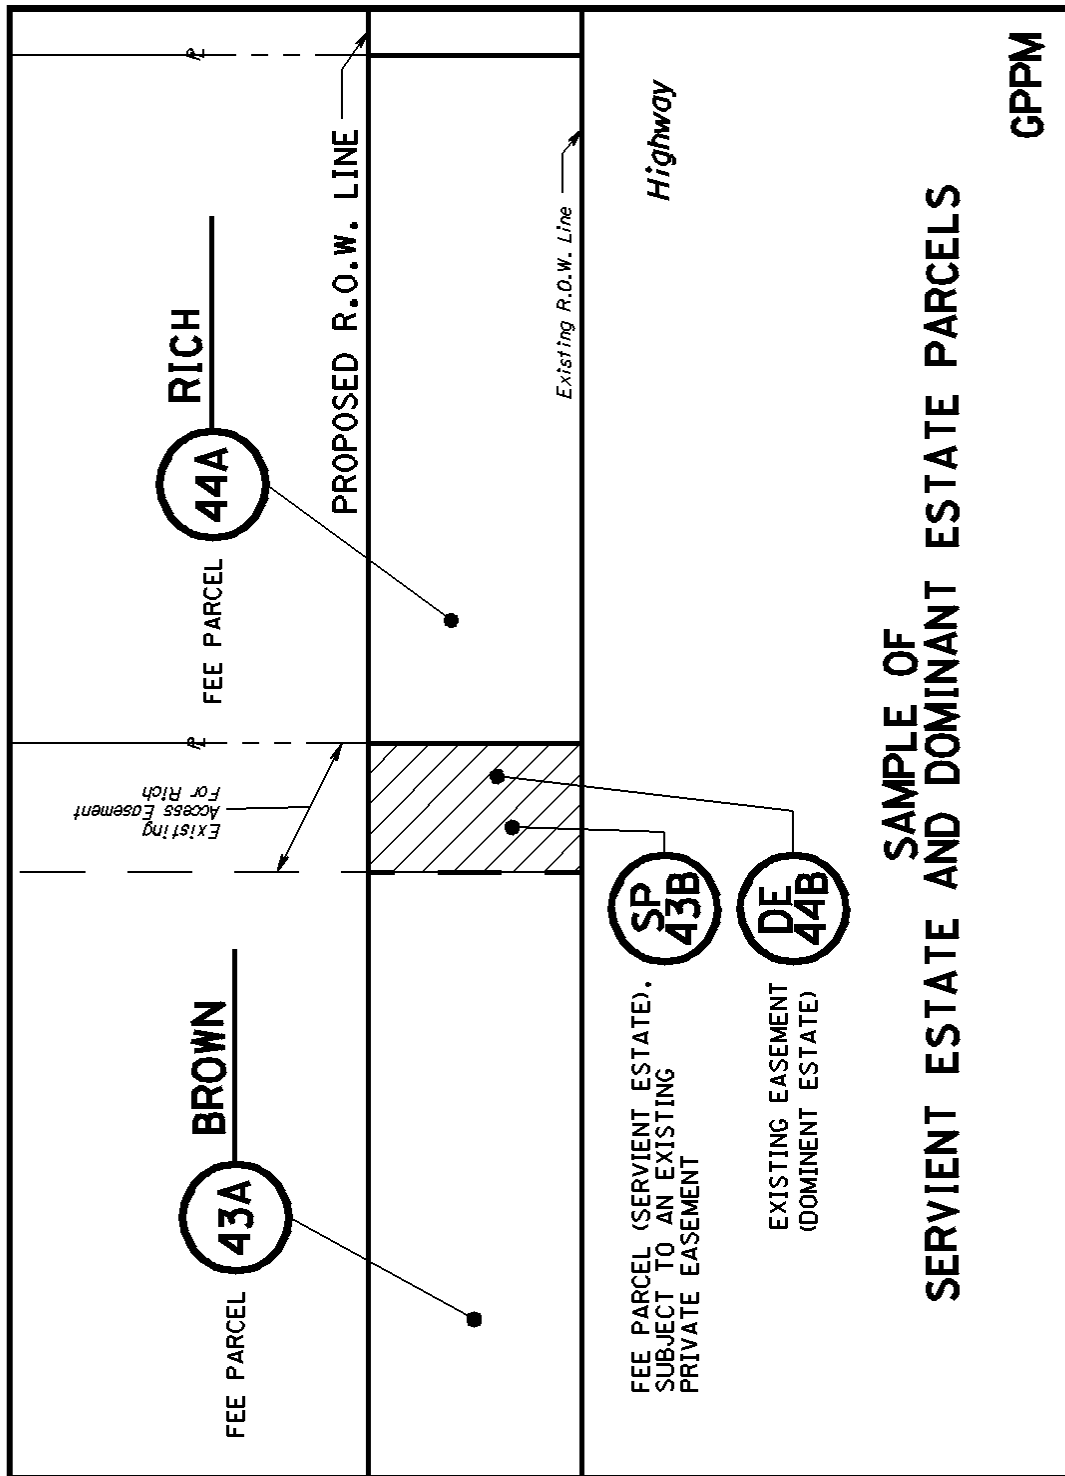 BROWN
43A
FEE PARCEL
Existing
Access Easement
For Rich
RICH
44A
FEE PARCEL
PL
PL
PROPOSED R.O.W. LINE
Existing R.O.W. Line
Highway
SP
43B
FEE PARCEL (SERVIENT ESTATE),
SUBJECT TO AN EXISTING
PRIVATE EASEMENT
DE
44B
EXISTING EASEMENT
(DOMINENT ESTATE)
SAMPLE OF
SERVIENT ESTATE AND DOMINANT ESTATE PARCELS
GPPM